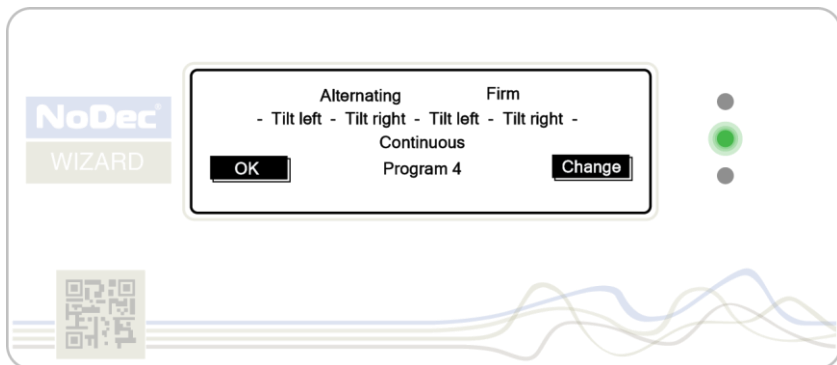 NoDec®
WIZARD
Alternating Firm
- Tilt left - Tilt right - Tilt left - Tilt right -
Continuous
OK Program 4 Change